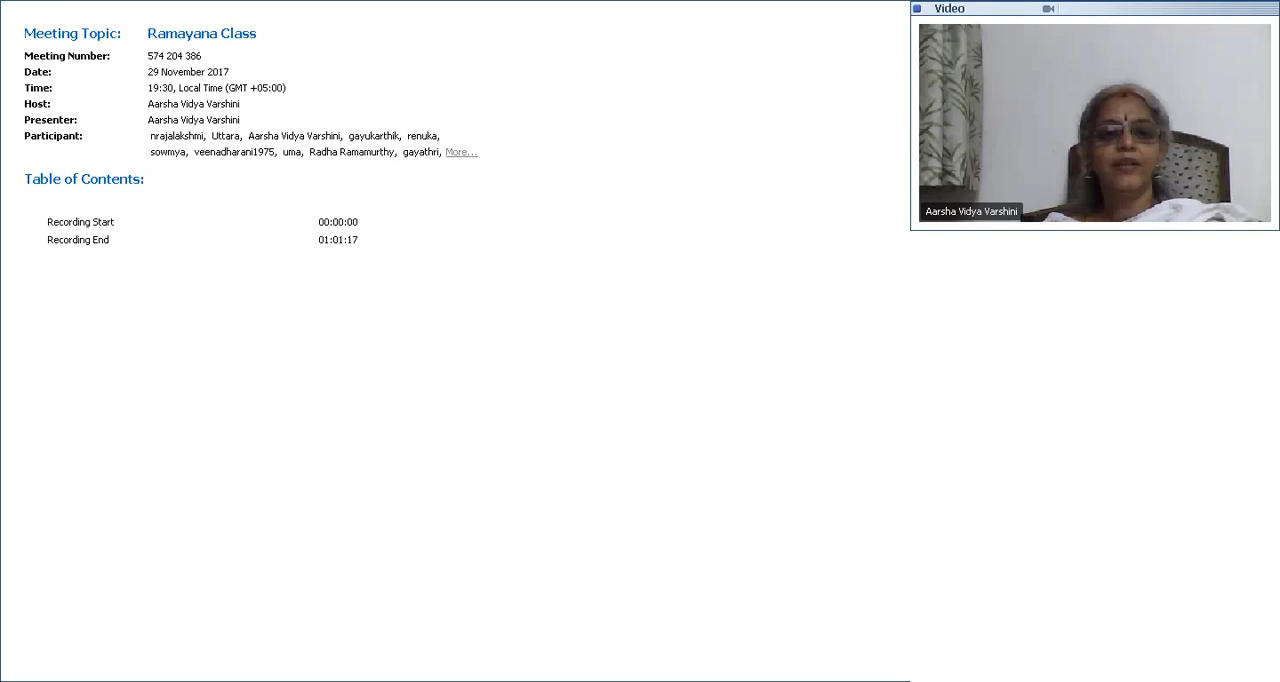 Meeting Topic: Ramayana Class
Meeting Number: 574 204 386
Date: 29 November 2017
Time: 19:30, Local Time (GMT +05:00)
Host: Aarsha Vidya Varshini
Presenter: Aarsha Vidya Varshini
Participant: nrajalakshmi, Uttara, Aarsha Vidya Varshini, gayukarthik, renuka,
sowmya, veenadharani1975, uma, Radha Ramamurthy, gayathri, More...
Table of Contents:
Recording Start 00:00:00
Recording End 01:01:17
Video
Aarsha Vidya Varshini